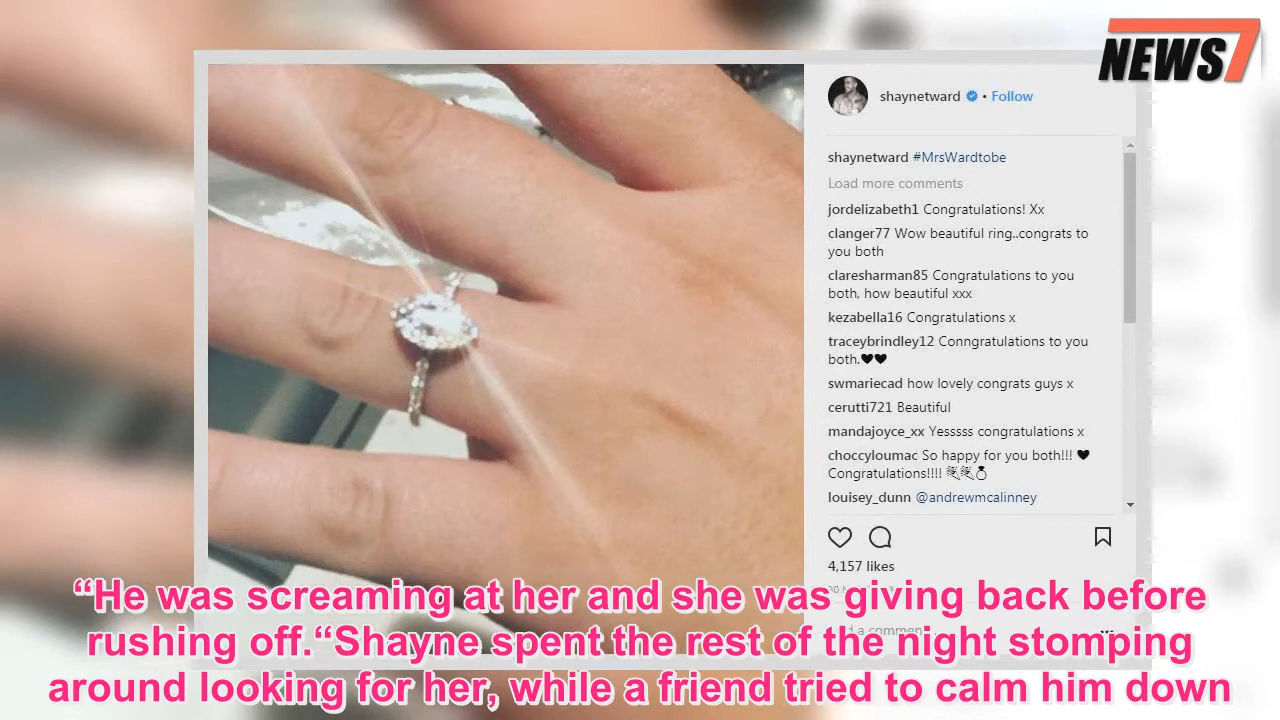 NEWS7
shaynetward • Follow
shaynetward #MrsWardtobe
Load more comments
jordelizabeth1 Congratulations! Xx
clanger77 Wow beautiful ring..congrats to
you both
claresharman85 Congratulations to you
both, how beautiful xxx
kezabella16 Congratulations x
traceybrindley12 Conngratulations to you
both.♥♥
swmariecad how lovely congrats guys x
cerutti721 Beautiful
mandajoyce_xx Yesssss congratulations x
choccyloumac So happy for you both!!! ♥
Congratulations!!!!
louisey_dunn @andrewmcalinney
4,157 likes
a comment...
“He was screaming at her and she was giving back before
rushing off.“Shayne spent the rest of the night stomping
around looking for her, while a friend tried to calm him down